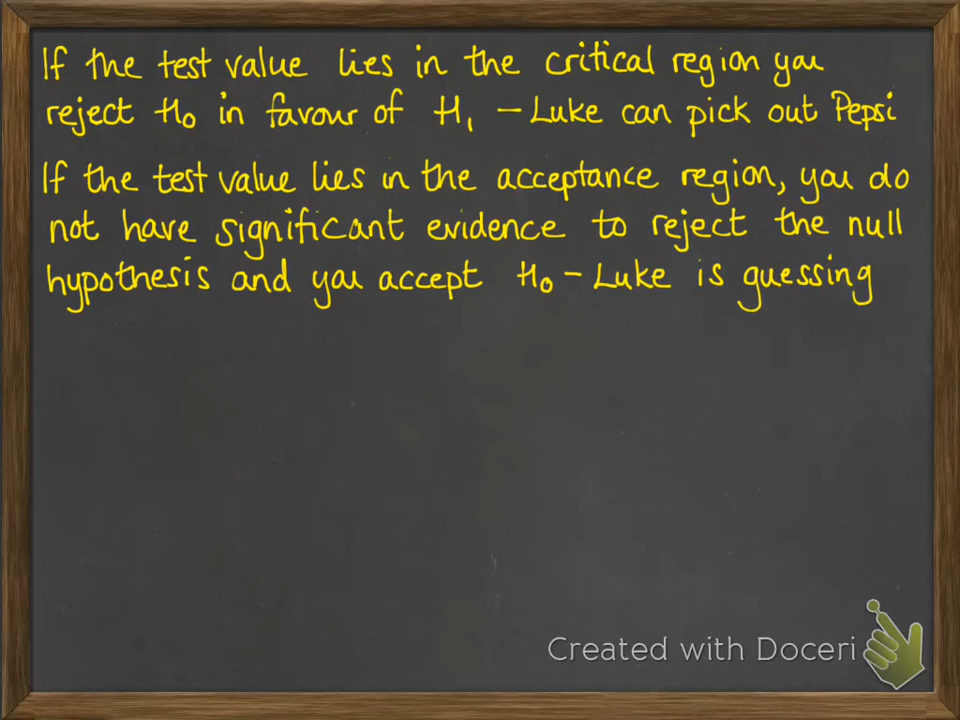 If the test value lies in the critical region you
reject H₀ in favour of H₁ – Luke can pick out Pepsi
If the test value lies in the acceptance region, you do
not have significant evidence to reject the null
hypothesis and you accept H₀ – Luke is guessing
Created with Doceri